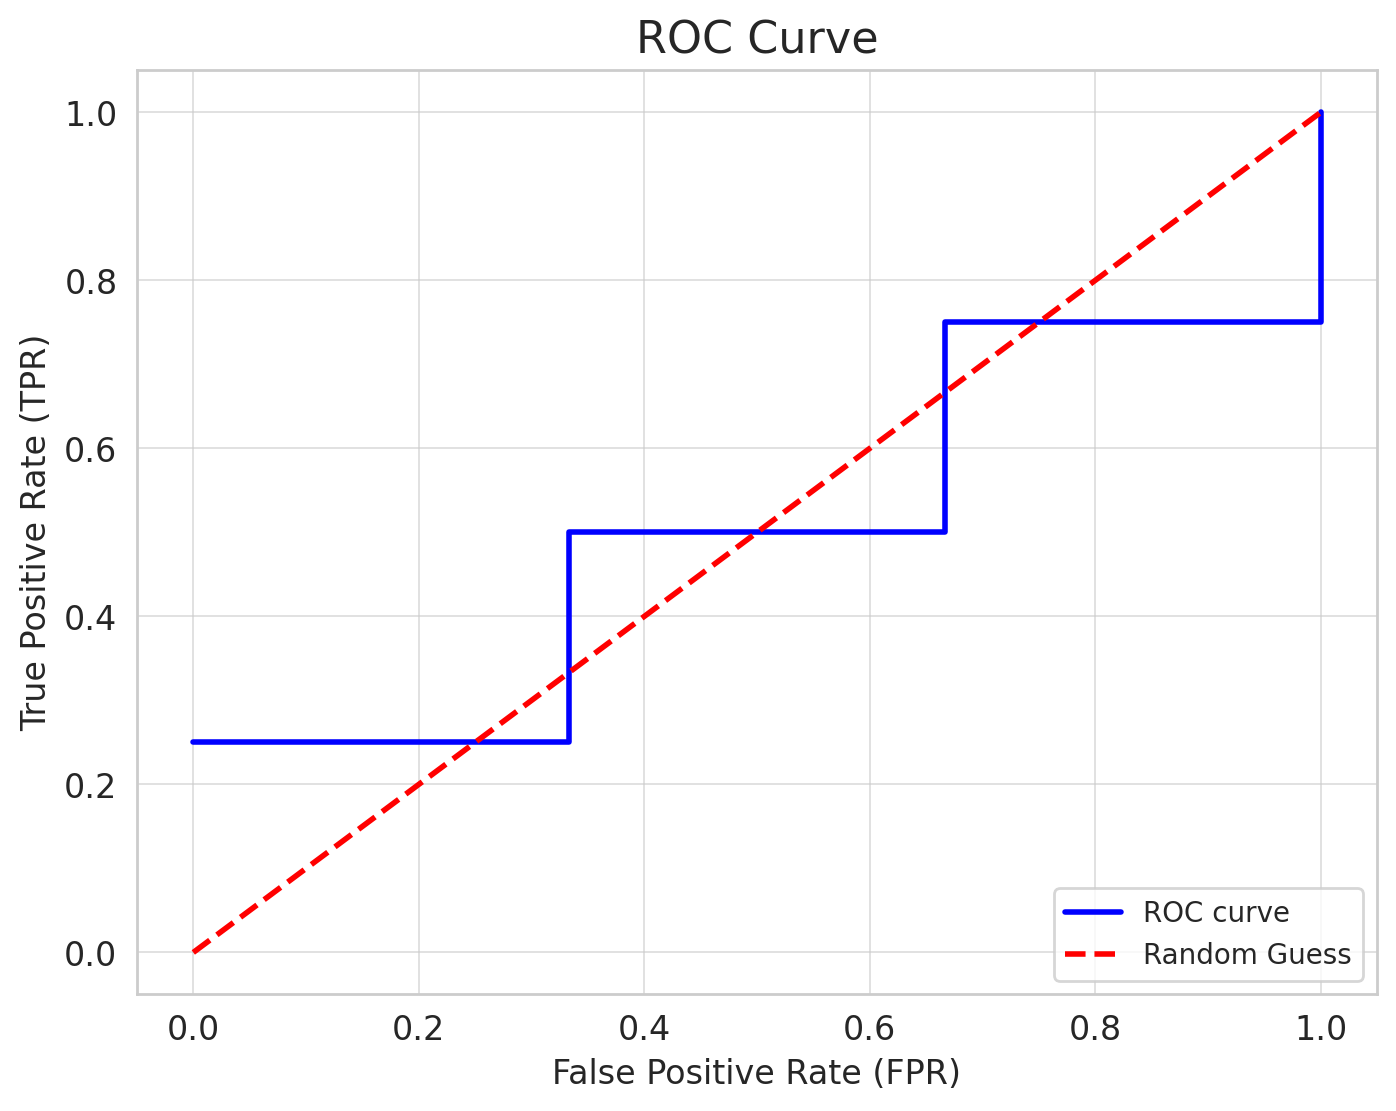 ROC Curve
True Positive Rate (TPR)
1.0
0.8
0.6
0.4
0.2
0.0
0.0 0.2 0.4 0.6 0.8 1.0
False Positive Rate (FPR)
ROC curve
Random Guess